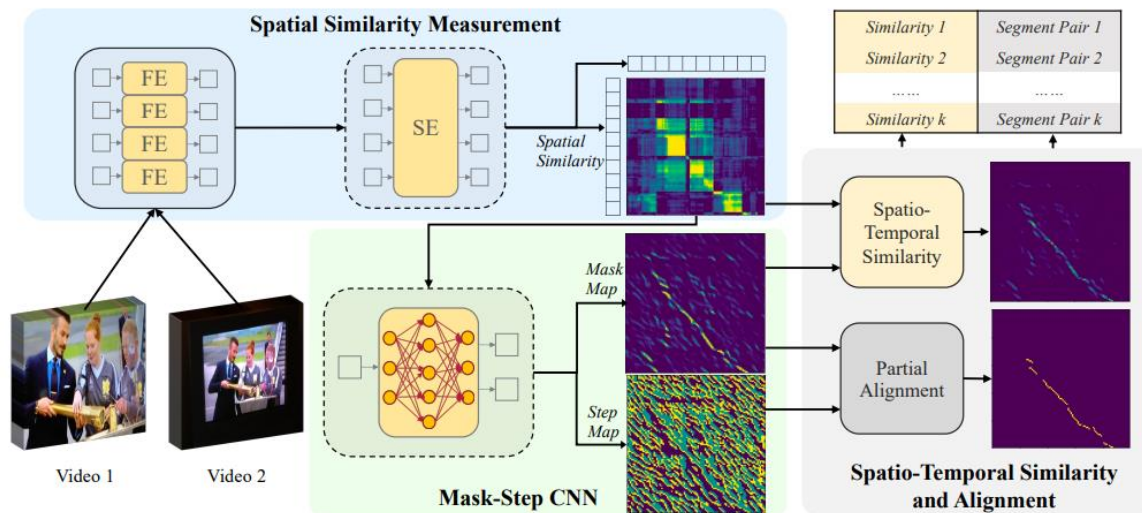 Spatial Similarity Measurement
FE
FE
FE
FE
SE
Spatial
Similarity
Similarity 1
Segment Pair 1
Similarity 2
Segment Pair 2
... ...
... ...
Similarity k
Segment Pair k
Spatio-
Temporal
Similarity
Mask
Map
Step
Map
Partial
Alignment
Video 1
Video 2
Mask-Step CNN
Spatio-Temporal Similarity
and Alignment